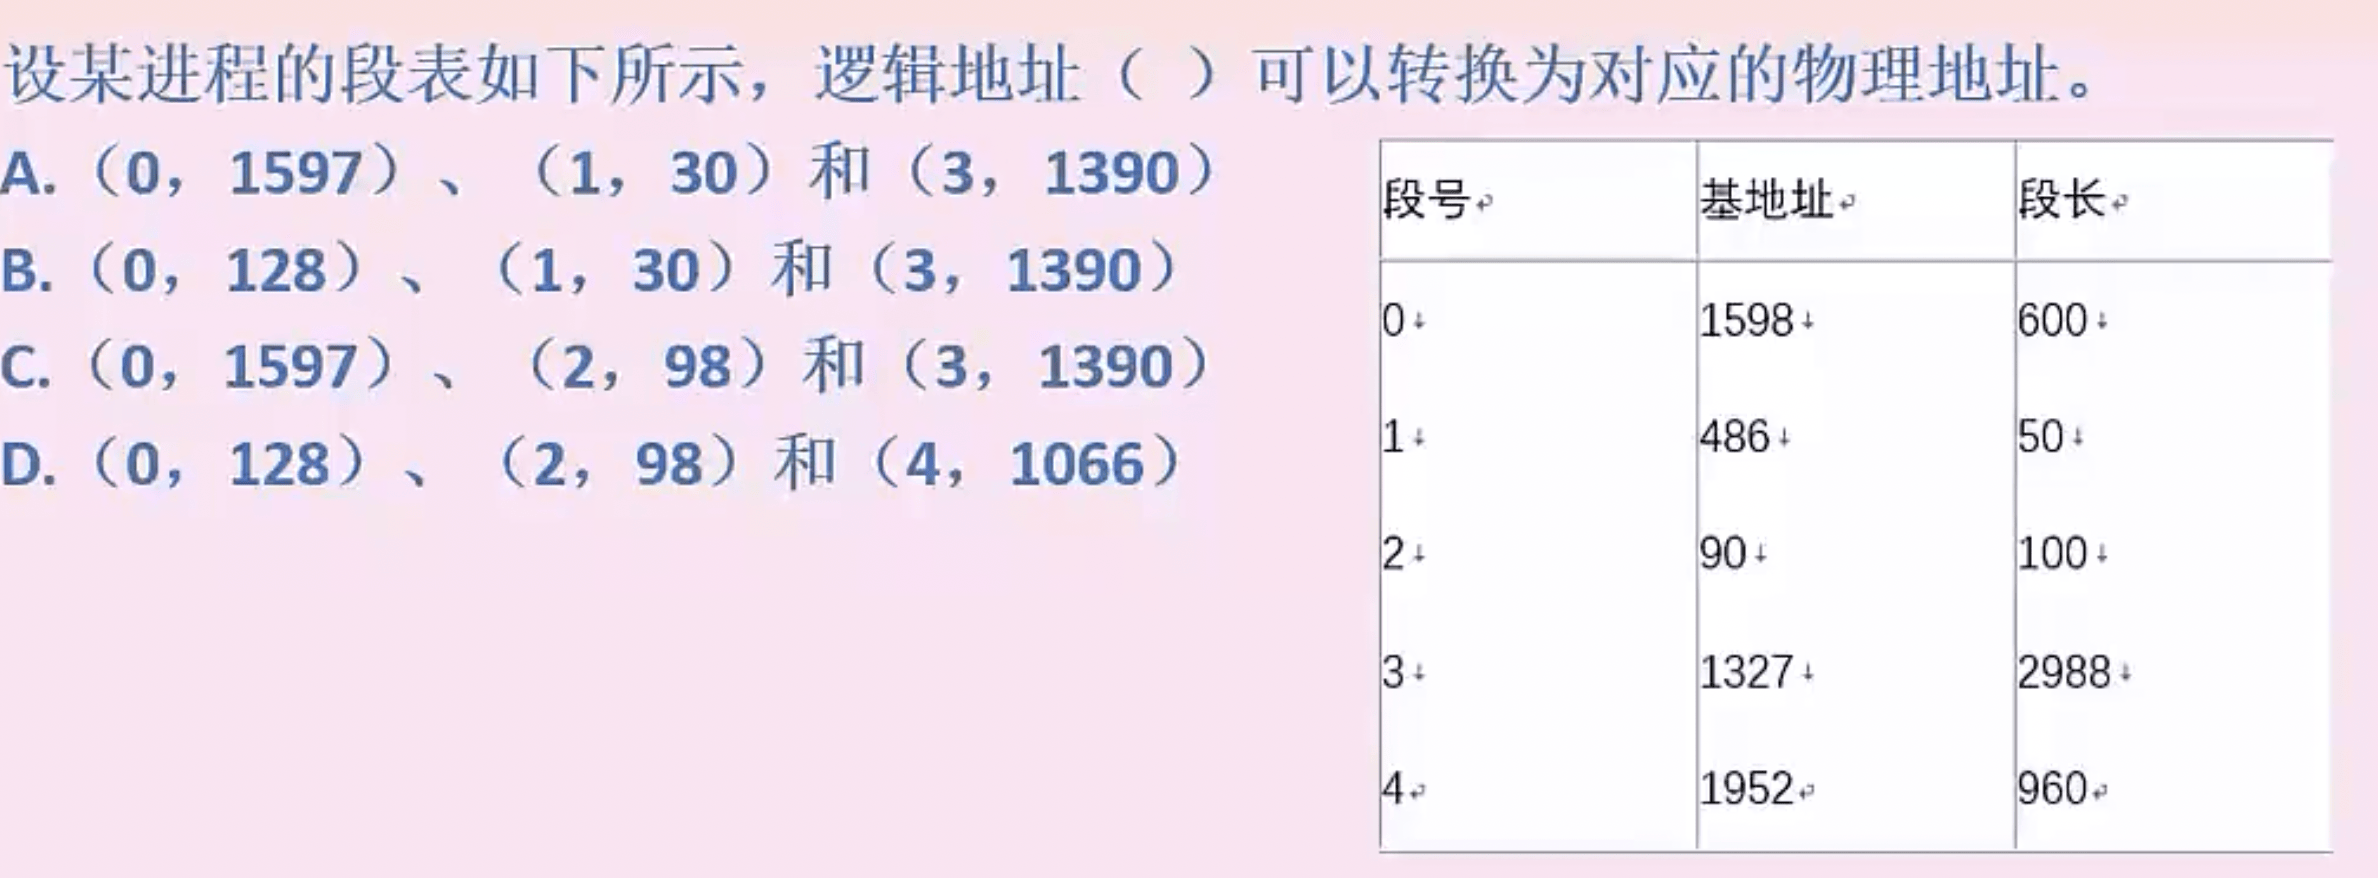 设某进程的段表如下所示，逻辑地址（ ）可以转换为对应的物理地址。
A.（0，1597）、（1，30）和（3，1390）
B.（0，128）、（1，30）和（3，1390）
C.（0，1597）、（2，98）和（3，1390）
D.（0，128）、（2，98）和（4，1066）
段号 基地址 段长
0 1598 600
1 486 50
2 90 100
3 1327 2988
4 1952 960